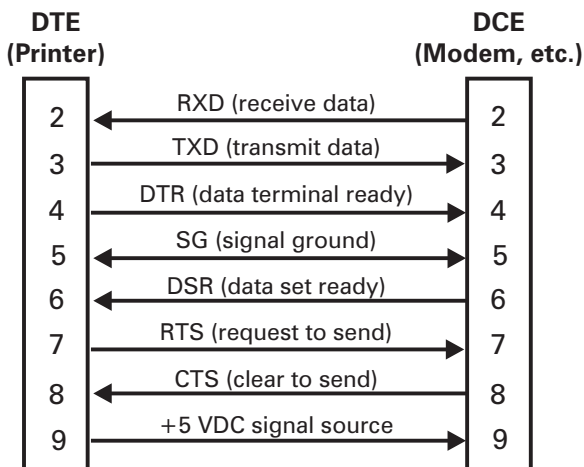 DTE DCE
(Printer) (Modem, etc.)
2 RXD (receive data) 2
3 TXD (transmit data) 3
4 DTR (data terminal ready) 4
5 SG (signal ground) 5
6 DSR (data set ready) 6
7 RTS (request to send) 7
8 CTS (clear to send) 8
9 +5 VDC signal source 9